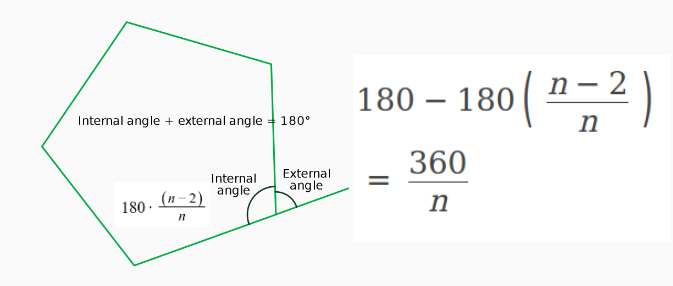 Internal angle + external angle = 180°
Internal angle
External angle
180 · (n−2)/n
180 − 180( (n − 2)/n )
= 360/n